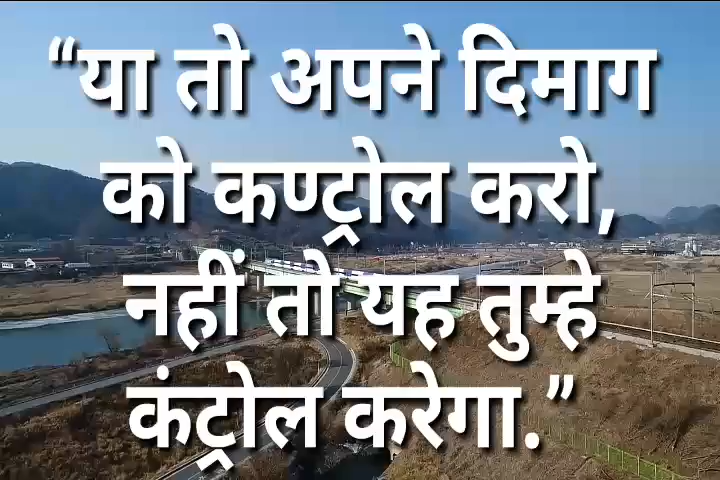 “या तो अपने दिमाग
को कण्ट्रोल करो,
नहीं तो यह तुम्हे
कंट्रोल करेगा.”